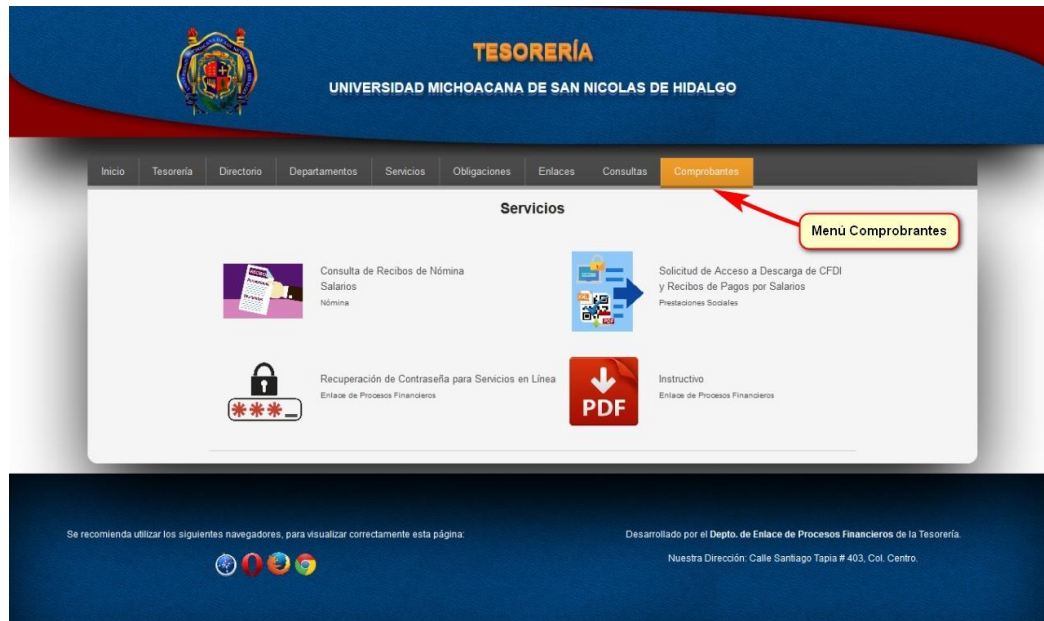 TESORERÍA
UNIVERSIDAD MICHOACANA DE SAN NICOLAS DE HIDALGO
Inicio Tesorería Directorio Departamentos Servicios Obligaciones Enlaces Consultas Comprobantes
Servicios
Menú Comprobrantes
Consulta de Recibos de Nómina
Salarios
Nómina
Solicitud de Acceso a Descarga de CFDI
y Recibos de Pagos por Salarios
Prestaciones Sociales
Recuperación de Contraseña para Servicios en Línea
Enlace de Procesos Financieros
PDF
Instructivo
Enlace de Procesos Financieros
Se recomienda utilizar los siguientes navegadores, para visualizar correctamente esta página:
Desarrollado por el Depto. de Enlace de Procesos Financieros de la Tesorería.
Nuestra Dirección: Calle Santiago Tapia # 403, Col. Centro.